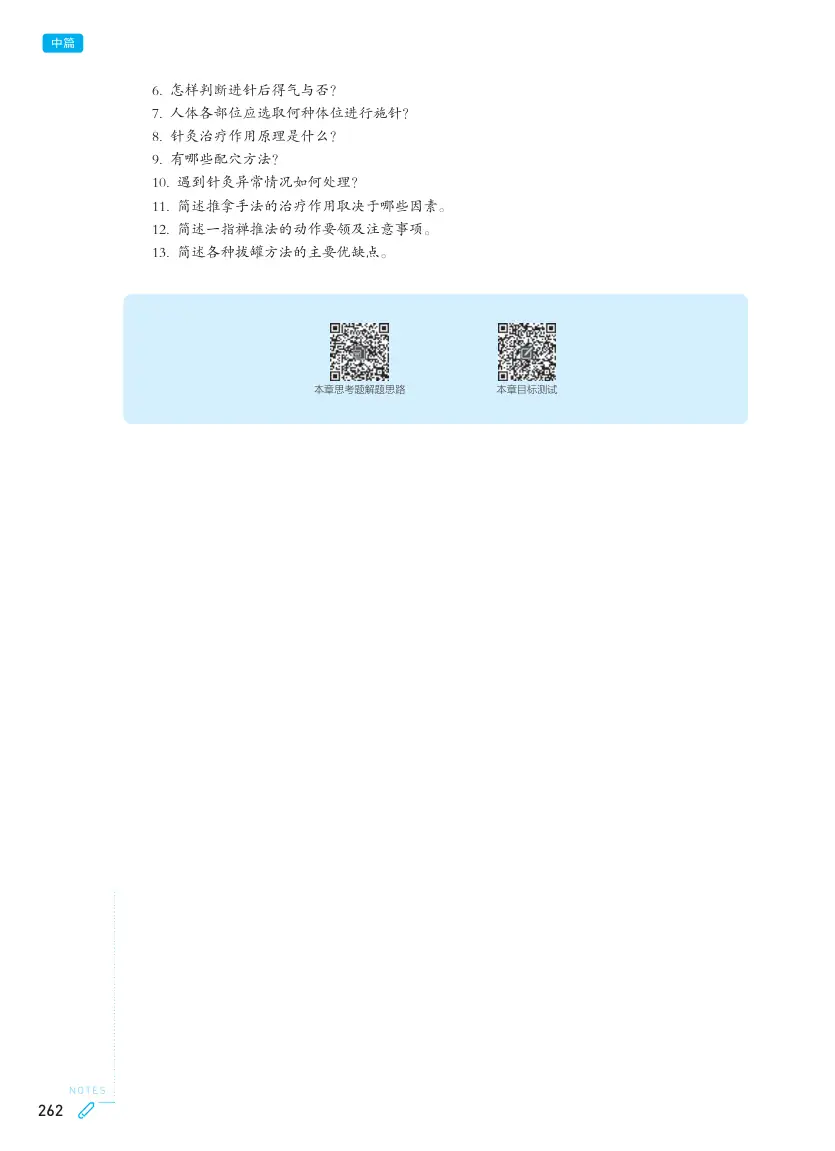 中篇
6. 怎样判断进针后得气与否？
7. 人体各部位应选取何种体位进行施针？
8. 针灸治疗作用原理是什么？
9. 有哪些配穴方法？
10. 遇到针灸异常情况如何处理？
11. 简述推拿手法的治疗作用取决于哪些因素。
12. 简述一指禅推法的动作要领及注意事项。
13. 简述各种拔罐方法的主要优缺点。
本章思考题解题思路 本章目标测试
NOTES
262